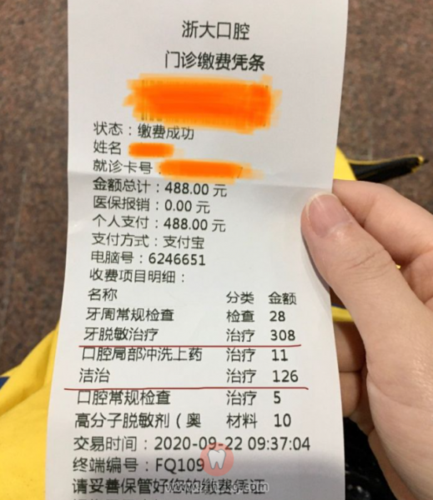 浙大口腔
门诊缴费凭条
状态：缴费成功
姓名
就诊卡号
金额总计：488.00 元
医保报销：0.00 元
个人支付：488.00 元
支付方式：支付宝
电脑号：6246651
收费项目明细：
名称 分类 金额
牙周常规检查 检查 28
牙脱敏治疗 治疗 308
口腔局部冲洗上药 治疗 11
洁治 治疗 126
口腔常规检查 治疗 5
高分子脱敏剂（奥 材料 10
交易时间：2020-09-22 09:37:04
终端编号：FQ109
请妥善保管好您的缴费凭证